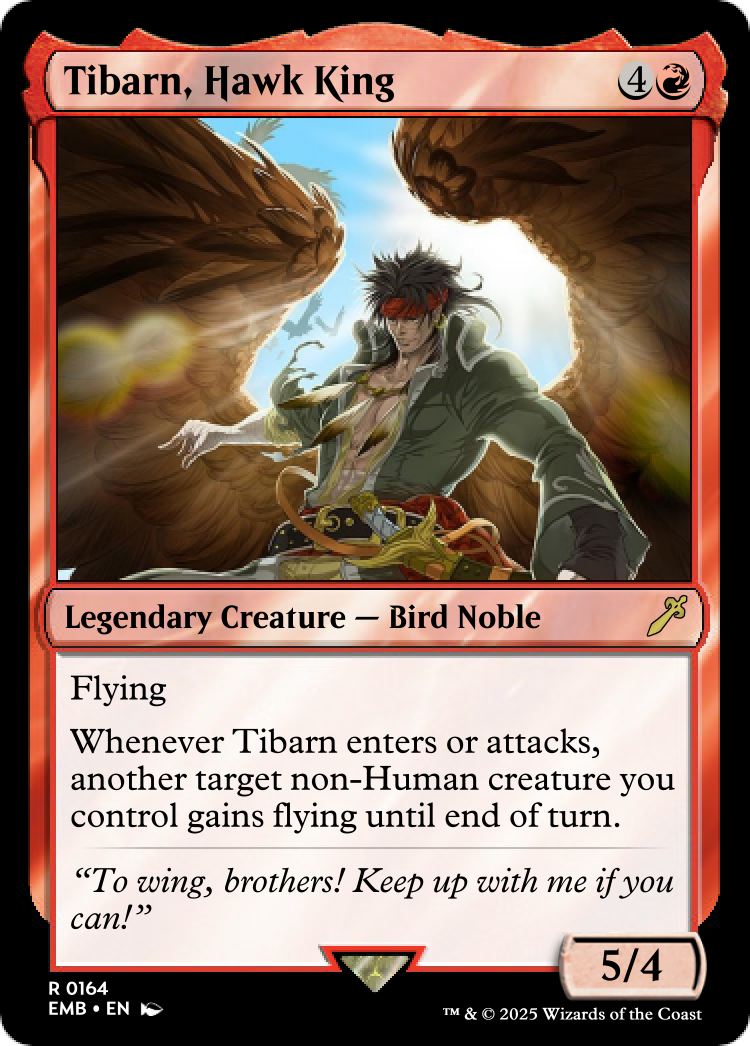 Tibarn, Hawk King
4
Legendary Creature — Bird Noble
Flying
Whenever Tibarn enters or attacks,
another target non-Human creature you
control gains flying until end of turn.
“To wing, brothers! Keep up with me if you
can!”
5/4
R 0164
EMB • EN
™ & © 2025 Wizards of the Coast